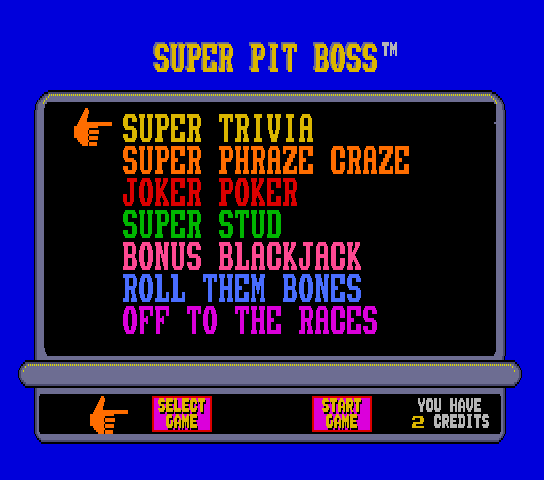 SUPER PIT BOSS™
SUPER TRIVIA
SUPER PHRAZE CRAZE
JOKER POKER
SUPER STUD
BONUS BLACKJACK
ROLL THEM BONES
OFF TO THE RACES
SELECT GAME
START GAME
YOU HAVE
2 CREDITS